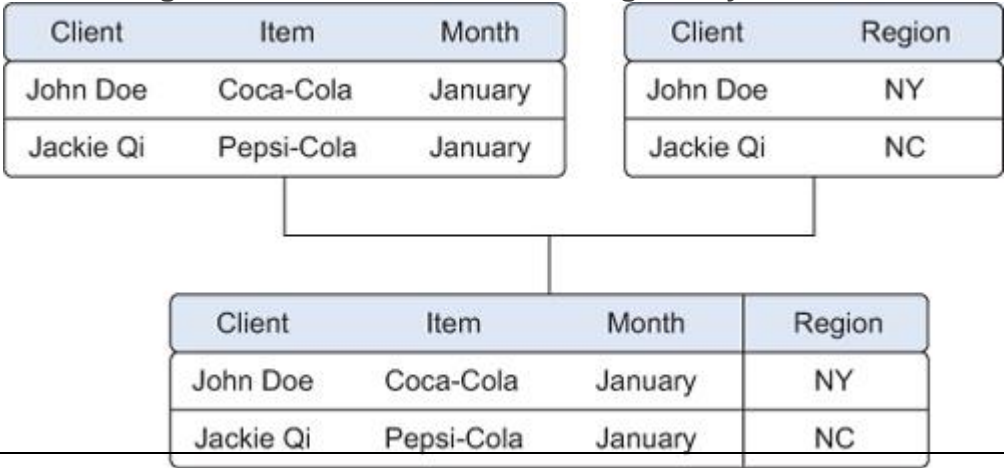 Client Item Month
John Doe Coca-Cola January
Jackie Qi Pepsi-Cola January
Client Region
John Doe NY
Jackie Qi NC
Client Item Month Region
John Doe Coca-Cola January NY
Jackie Qi Pepsi-Cola January NC